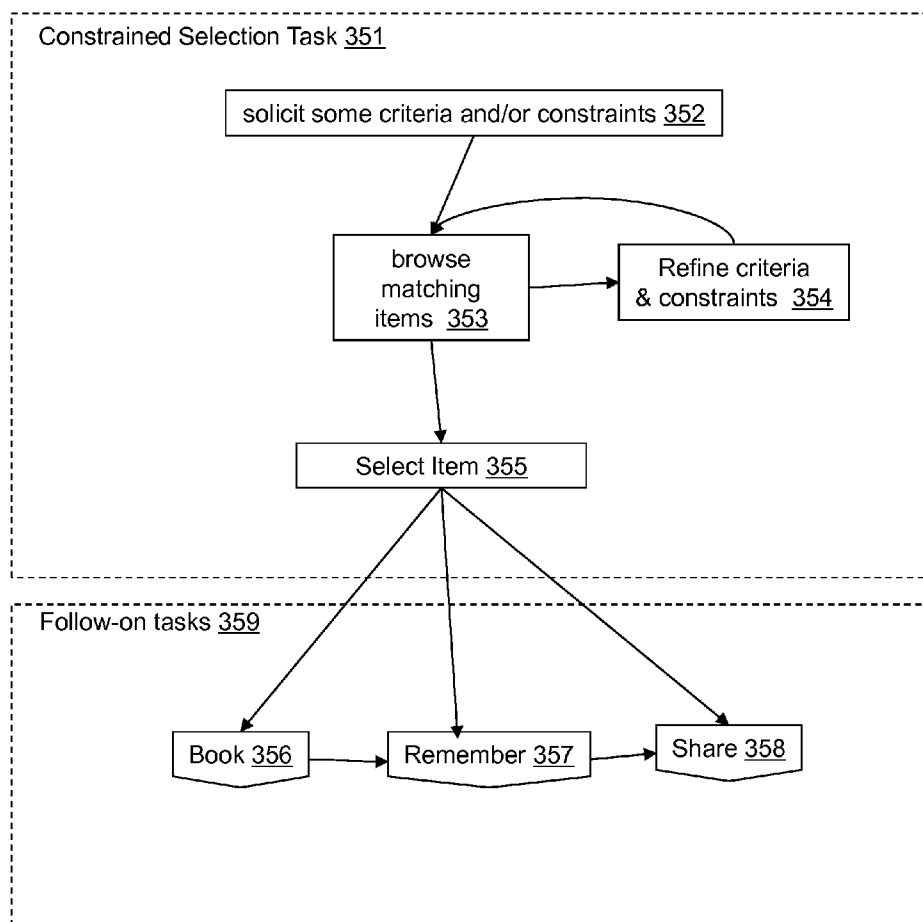 Constrained Selection Task 351
solicit some criteria and/or constraints 352
browse
matching
items 353
Refine criteria
& constraints 354
Select Item 355
Follow-on tasks 359
Book 356
Remember 357
Share 358